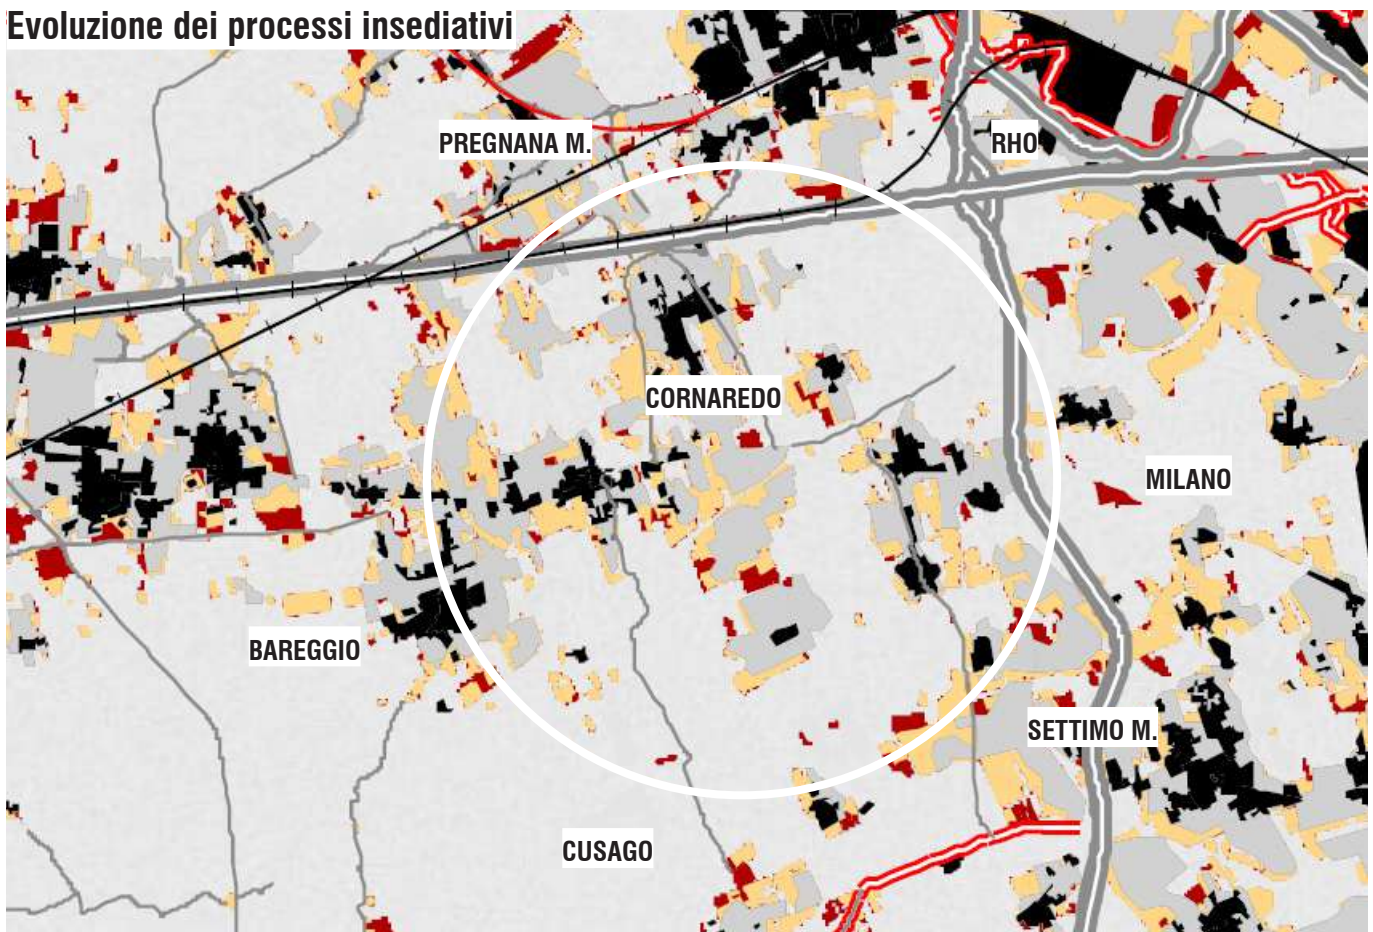 Evoluzione dei processi insediativi
PREGNANA M.
RHO
CORNAREDO
MILANO
BAREGGIO
SETTIMO M.
CUSAGO